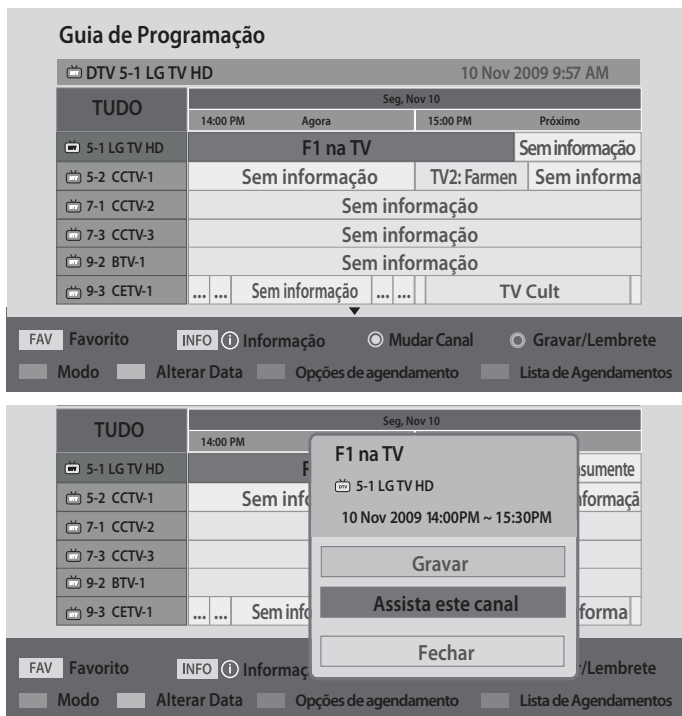 Guia de Programação
DTV 5-1 LG TV HD 10 Nov 2009 9:57 AM
TUDO
Seg, Nov 10
14:00 PM Agora 15:00 PM Próximo
5-1 LG TV HD F1 na TV Sem informação
5-2 CCTV-1 Sem informação TV2: Farmen Sem informa
7-1 CCTV-2 Sem informação
7-3 CCTV-3 Sem informação
9-2 BTV-1 Sem informação
9-3 CETV-1 ... ... Sem informação ... ... TV Cult
FAV Favorito INFO i Informação Mudar Canal Gravar/Lembrete
Modo Alterar Data Opções de agendamento Lista de Agendamentos
TUDO
Seg, Nov 10
14:00 PM
F1 na TV
5-1 LG TV HD
10 Nov 2009 14:00PM ~ 15:30PM
Gravar
Assista este canal
Fechar
5-1 LG TV HD F sumente
5-2 CCTV-1 Sem info formaçã
7-1 CCTV-2
7-3 CCTV-3
9-2 BTV-1
9-3 CETV-1 ... ... Sem info forma
FAV Favorito INFO i Informaç r/Lembrete
Modo Alterar Data Opções de agendamento Lista de Agendamentos